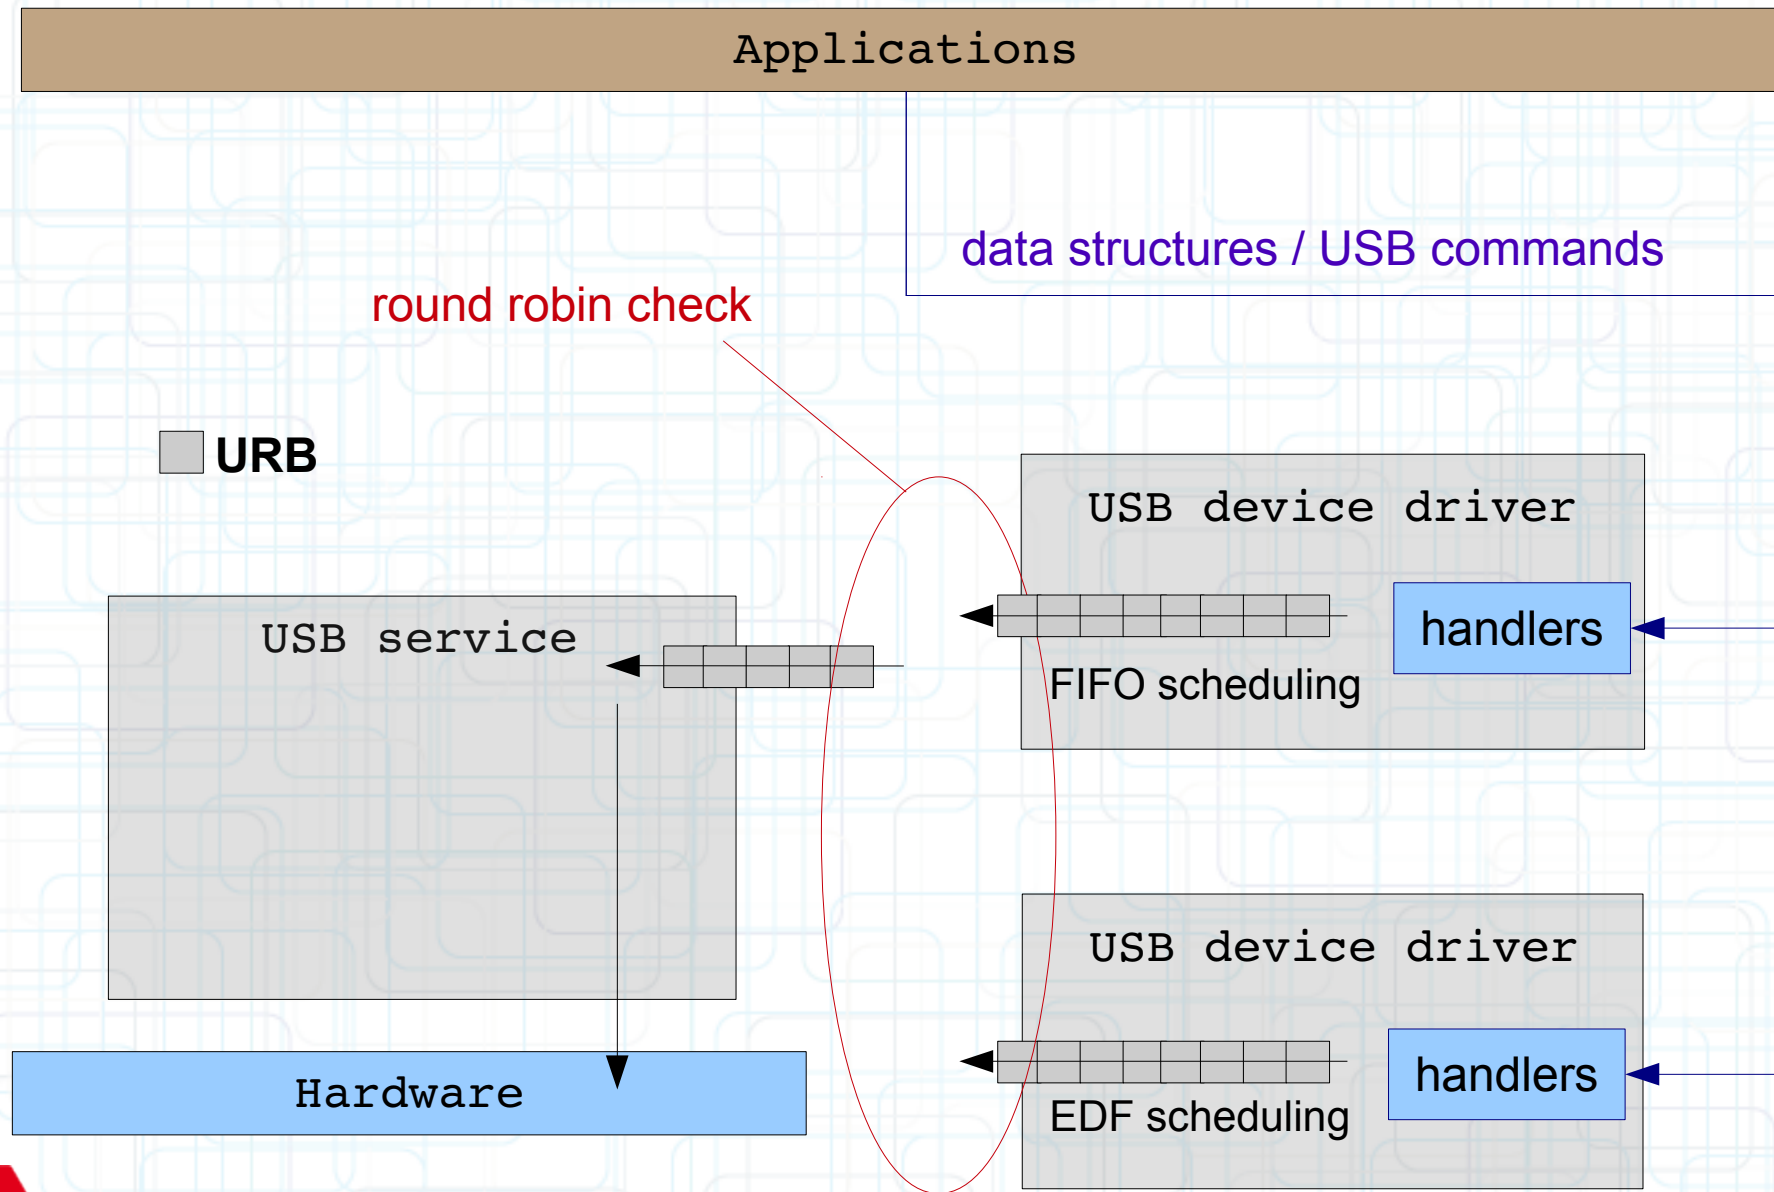 Applications
data structures / USB commands
round robin check
URB
USB device driver
handlers
FIFO scheduling
USB service
USB device driver
handlers
EDF scheduling
Hardware